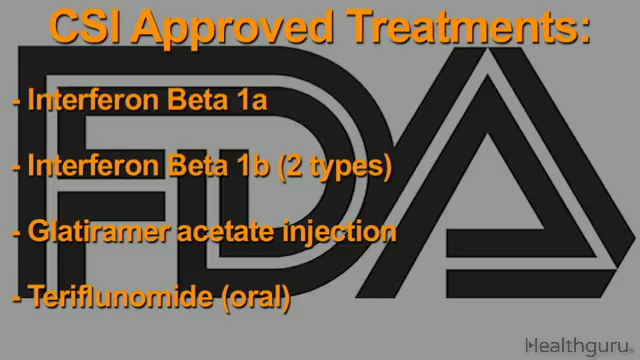 CSI Approved Treatments:
- Interferon Beta 1a
- Interferon Beta 1b (2 types)
- Glatiramer acetate injection
- Teriflunomide (oral)
FDA
Healthguru.